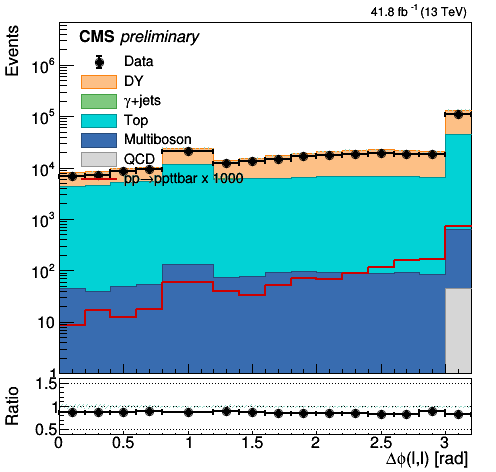 41.8 fb⁻¹ (13 TeV)
Events
CMS preliminary
Data
DY
γ+jets
Top
Multiboson
QCD
pp→ppttbar x 1000
10⁶
10⁵
10⁴
10³
10²
10
1
Ratio
1.5
1
0.5
0 0.5 1 1.5 2 2.5 3
Δϕ(l,l) [rad]